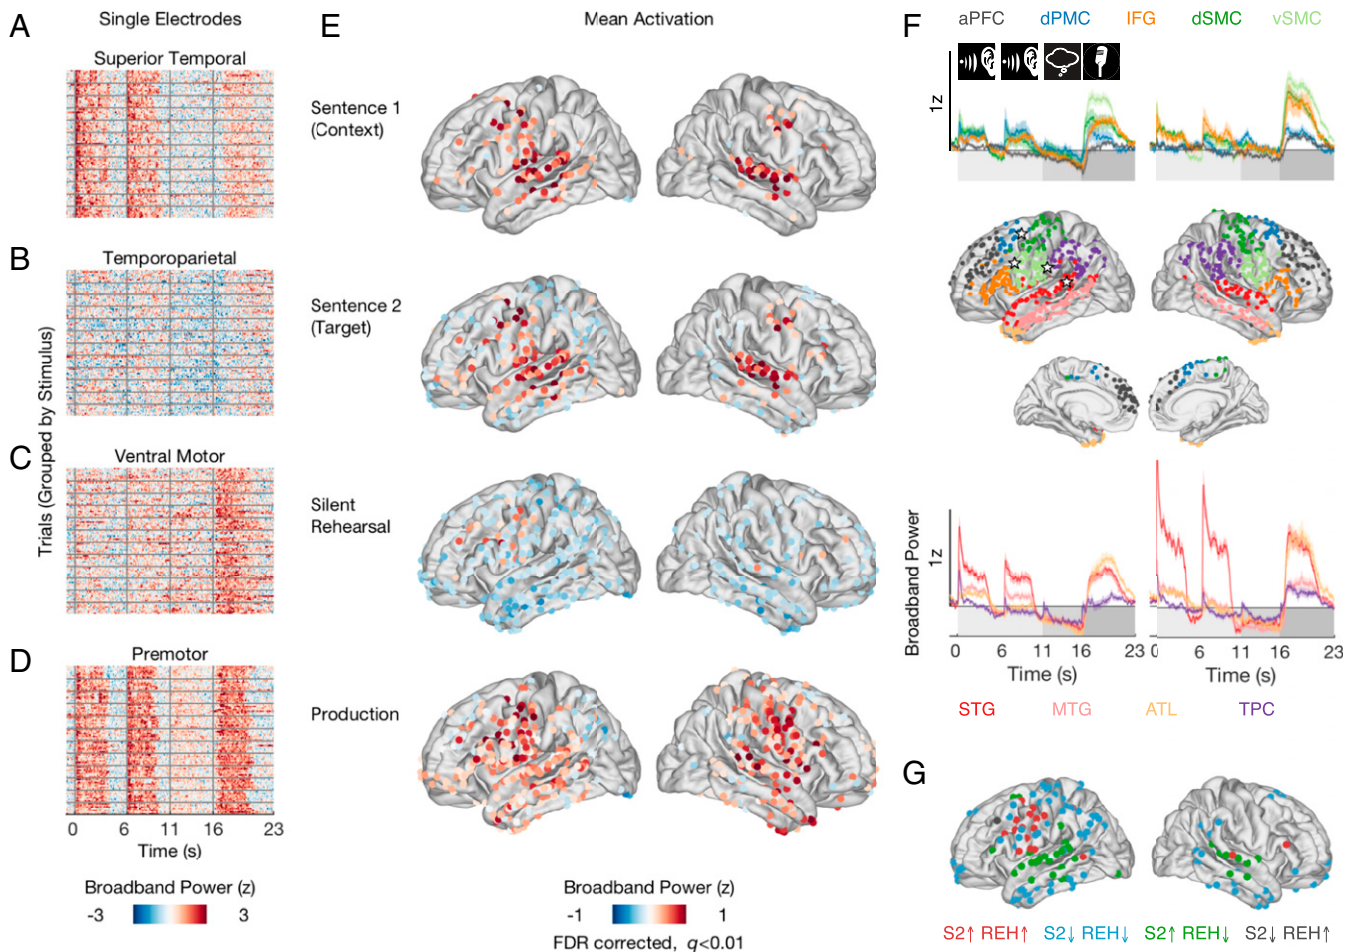 A
Single Electrodes
Superior Temporal
B
Temporoparietal
C
Ventral Motor
D
Premotor
Trials (Grouped by Stimulus)
0 6 11 16 23
Time (s)
Broadband Power (z)
-3 3
E
Mean Activation
Sentence 1
(Context)
Sentence 2
(Target)
Silent
Rehearsal
Production
Broadband Power (z)
-1 1
FDR corrected, q<0.01
F
aPFC dPMC IFG dSMC vSMC
1z
Broadband Power
1z
0 6 11 16 23 0 6 11 16 23
Time (s) Time (s)
STG MTG ATL TPC
G
S2↑ REH↑ S2↓ REH↓ S2↑ REH↓ S2↓ REH↑